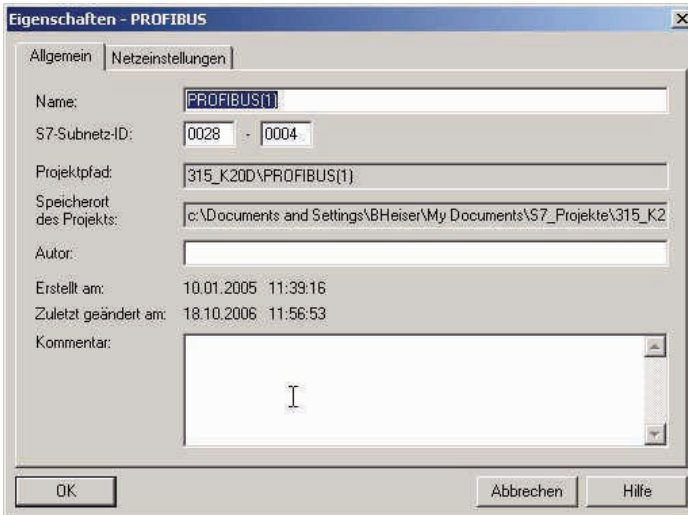 Eigenschaften - PROFIBUS
Allgemein
Netzeinstellungen
Name:
PROFIBUS(1)
S7-Subnetz-ID:
0028 - 0004
Projektpfad:
315_K20D\PROFIBUS(1)
Speicherort
des Projekts:
c:\Documents and Settings\BHeiser\My Documents\S7_Projekte\315_K2
Autor:
Erstellt am:
10.01.2005 11:39:16
Zuletzt geändert am:
18.10.2006 11:56:53
Kommentar:
OK
Abbrechen
Hilfe